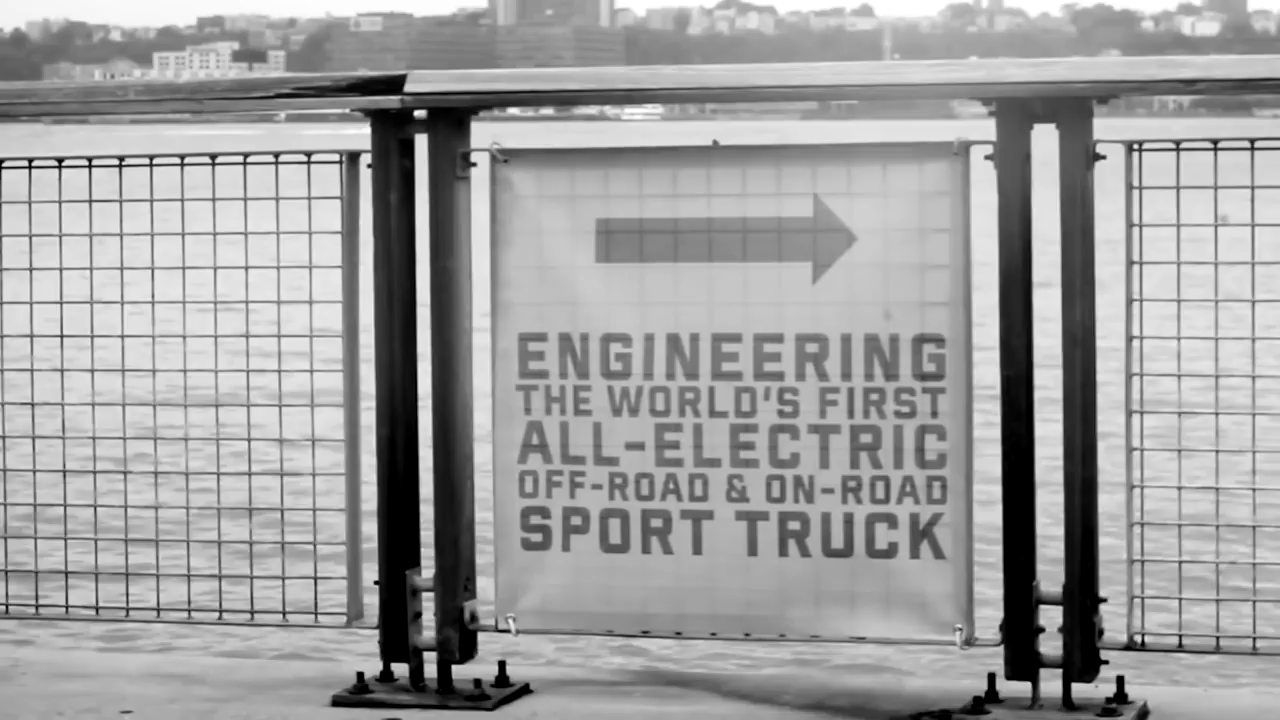 ENGINEERING
THE WORLD'S FIRST
ALL-ELECTRIC
OFF-ROAD & ON-ROAD
SPORT TRUCK